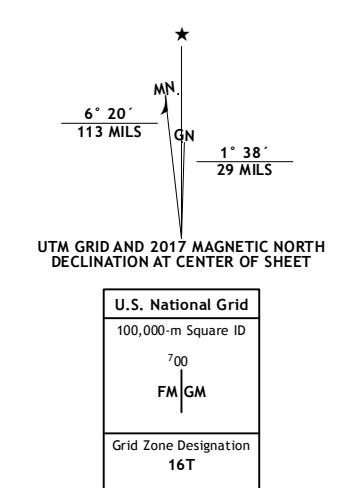 ★
MN
6° 20´
113 MILS
GN
1° 38´
29 MILS
UTM GRID AND 2017 MAGNETIC NORTH
DECLINATION AT CENTER OF SHEET
U.S. National Grid
100,000-m Square ID
⁷00
FM GM
Grid Zone Designation
16T